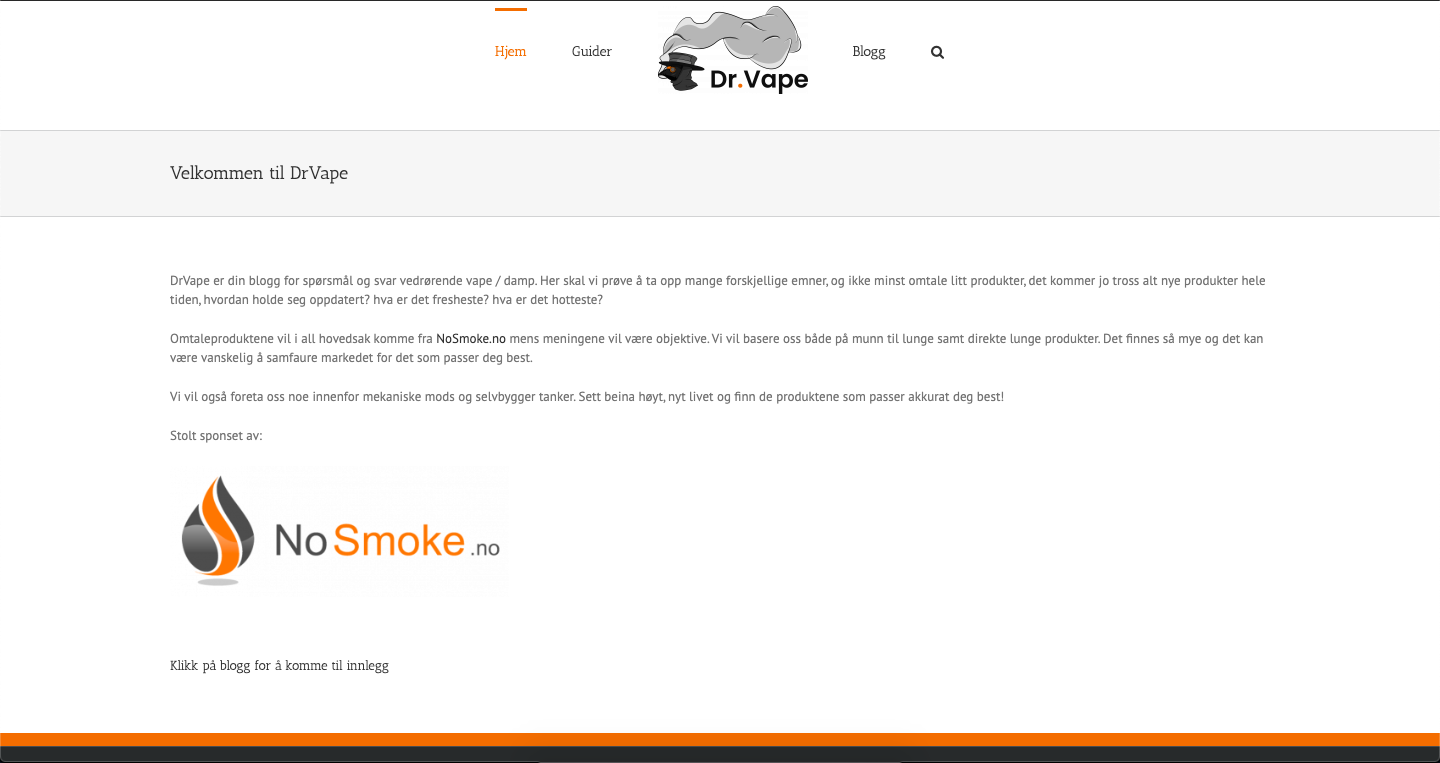 Hjem
Guider
Dr.Vape
Blogg
Velkommen til DrVape
DrVape er din blogg for spørsmål og svar vedrørende vape / damp. Her skal vi prøve å ta opp mange forskjellige emner, og ikke minst omtale litt produkter, det kommer jo tross alt nye produkter hele
tiden, hvordan holde seg oppdatert? hva er det fresheste? hva er det hotteste?
Omtaleproduktene vil i all hovedsak komme fra NoSmoke.no mens meningene vil være objektive. Vi vil basere oss både på munn til lunge samt direkte lunge produkter. Det finnes så mye og det kan
være vanskelig å samfaure markedet for det som passer deg best.
Vi vil også foreta oss noe innenfor mekaniske mods og selvbygger tanker. Sett beina høyt, nyt livet og finn de produktene som passer akkurat deg best!
Stolt sponset av:
NoSmoke.no
Klikk på blogg for å komme til innlegg